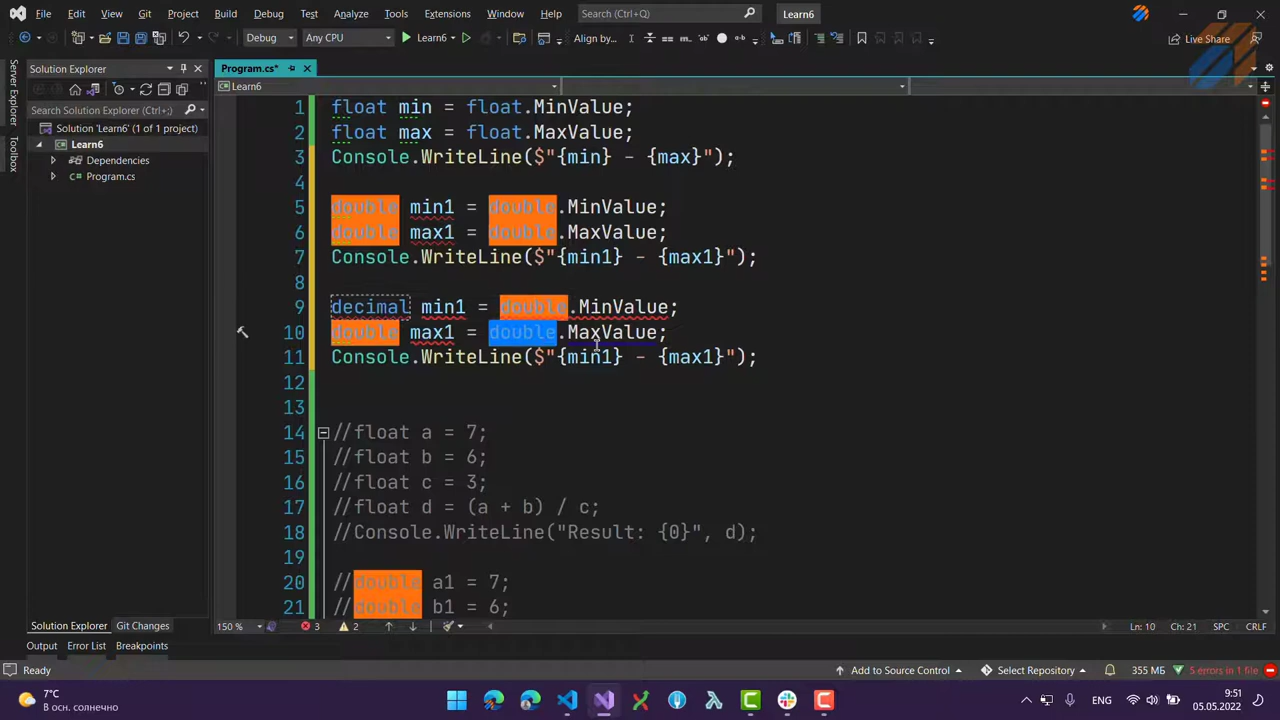 File Edit View Git Project Build Debug Test Analyze Tools Extensions Window Help Search (Ctrl+Q) Learn6
Debug Any CPU Learn6 Align by... Live Share
Server Explorer
Toolbox
Solution Explorer
Search Solution Explorer (Ctrl+;)
Solution 'Learn6' (1 of 1 project)
Learn6
Dependencies
Program.cs
Program.cs*
Learn6
1 float min = float.MinValue;
2 float max = float.MaxValue;
3 Console.WriteLine($"{min} - {max}");
4
5 double min1 = double.MinValue;
6 double max1 = double.MaxValue;
7 Console.WriteLine($"{min1} - {max1}");
8
9 decimal min1 = double.MinValue;
10 double max1 = double.MaxValue;
11 Console.WriteLine($"{min1} - {max1}");
12
13
14 //float a = 7;
15 //float b = 6;
16 //float c = 3;
17 //float d = (a + b) / c;
18 //Console.WriteLine("Result: {0}", d);
19
20 //double a1 = 7;
21 //double b1 = 6;
Solution Explorer Git Changes
150 % 3 2 Ln: 10 Ch: 21 SPC CRLF
Output Error List Breakpoints
Ready Add to Source Control Select Repository 355 МБ 5 errors in 1 file
7°C
В осн. солнечно
ENG
9:51
05.05.2022